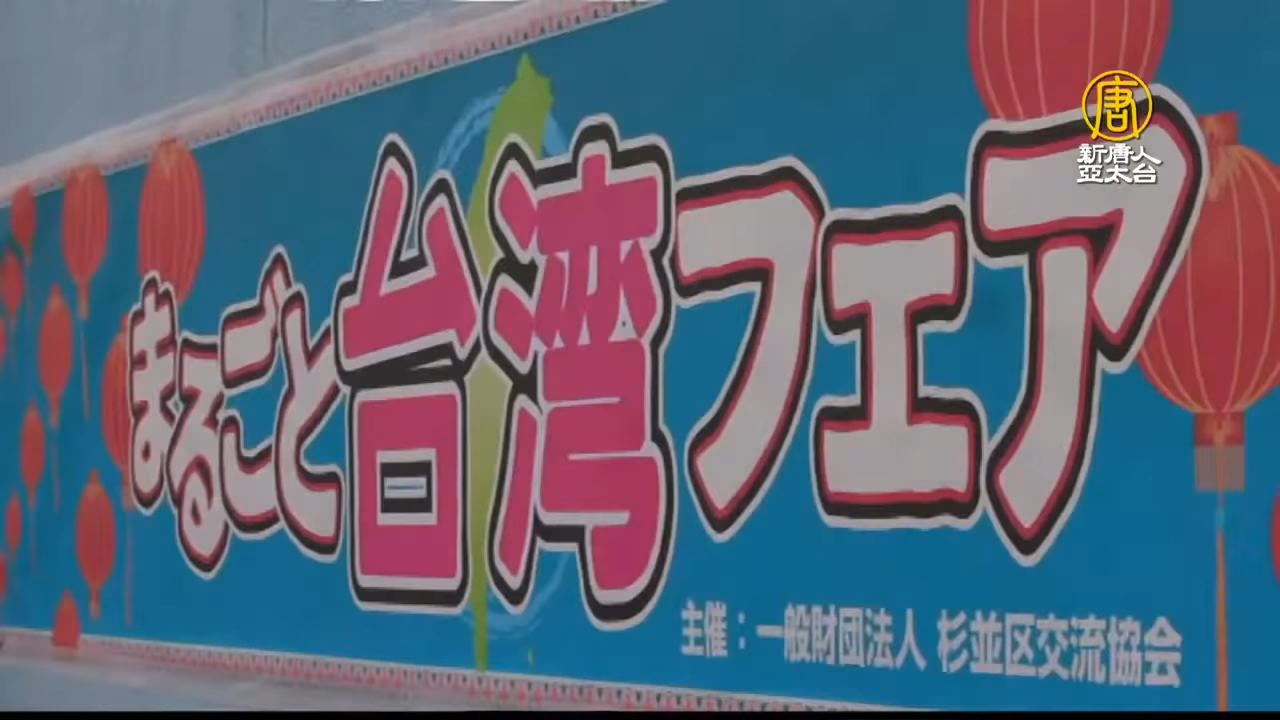 唐
新唐人
亞太台
まるごと台湾フェア
主催：一般財団法人 杉並区交流協会